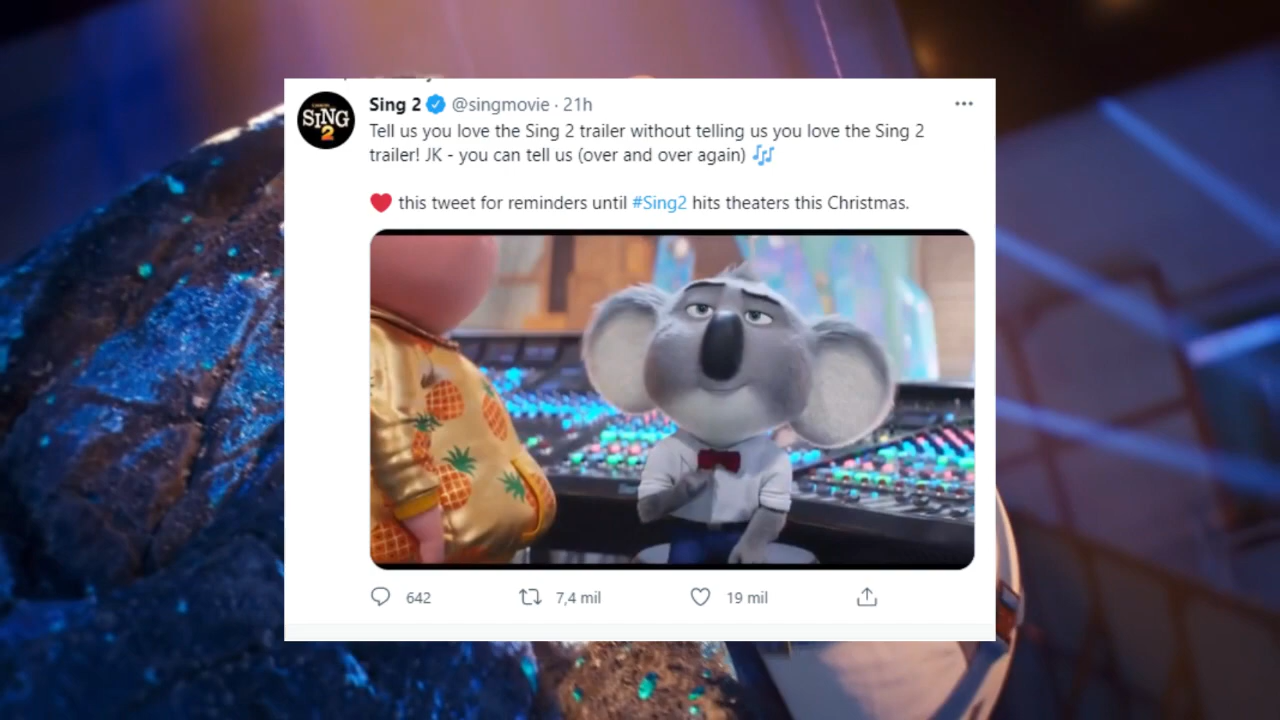 SING
2
Sing 2 @singmovie · 21h
Tell us you love the Sing 2 trailer without telling us you love the Sing 2
trailer! JK - you can tell us (over and over again) 🎶
❤️ this tweet for reminders until #Sing2 hits theaters this Christmas.
642 7,4 mil 19 mil